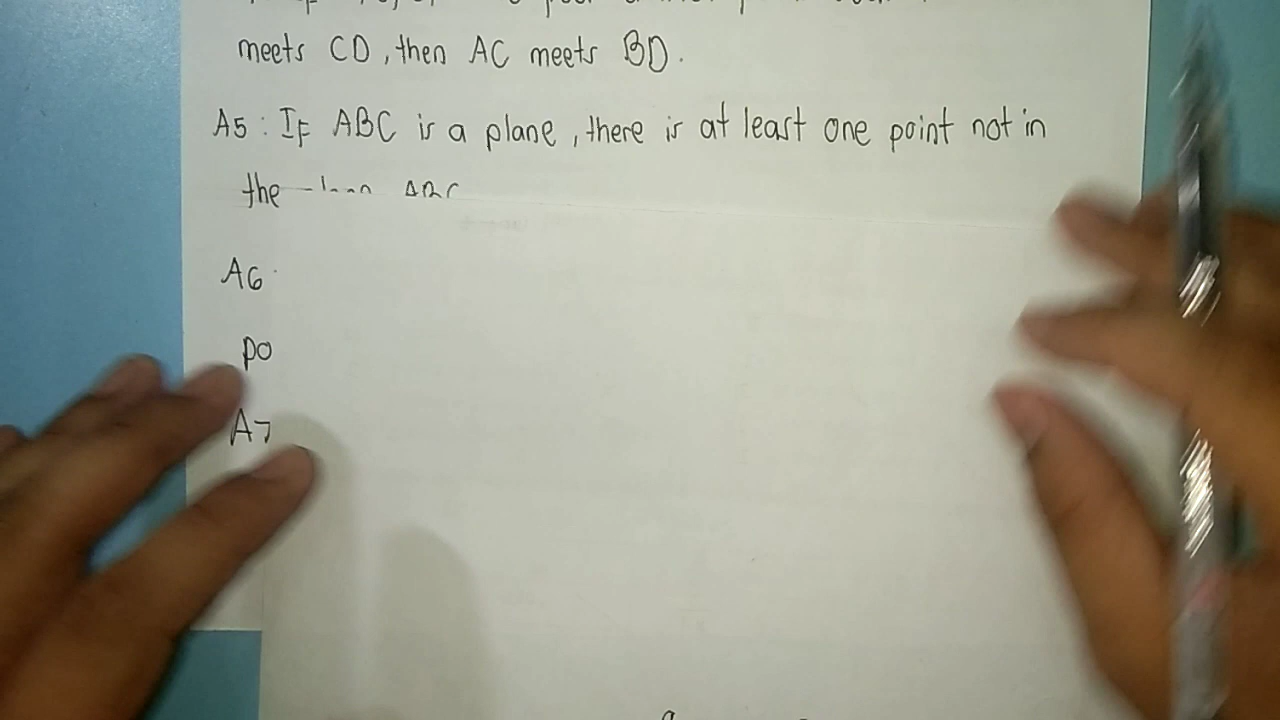 meets CD, then AC meets BD.
A5: If ABC is a plane, there is at least one point not in
the
A6
po
A7